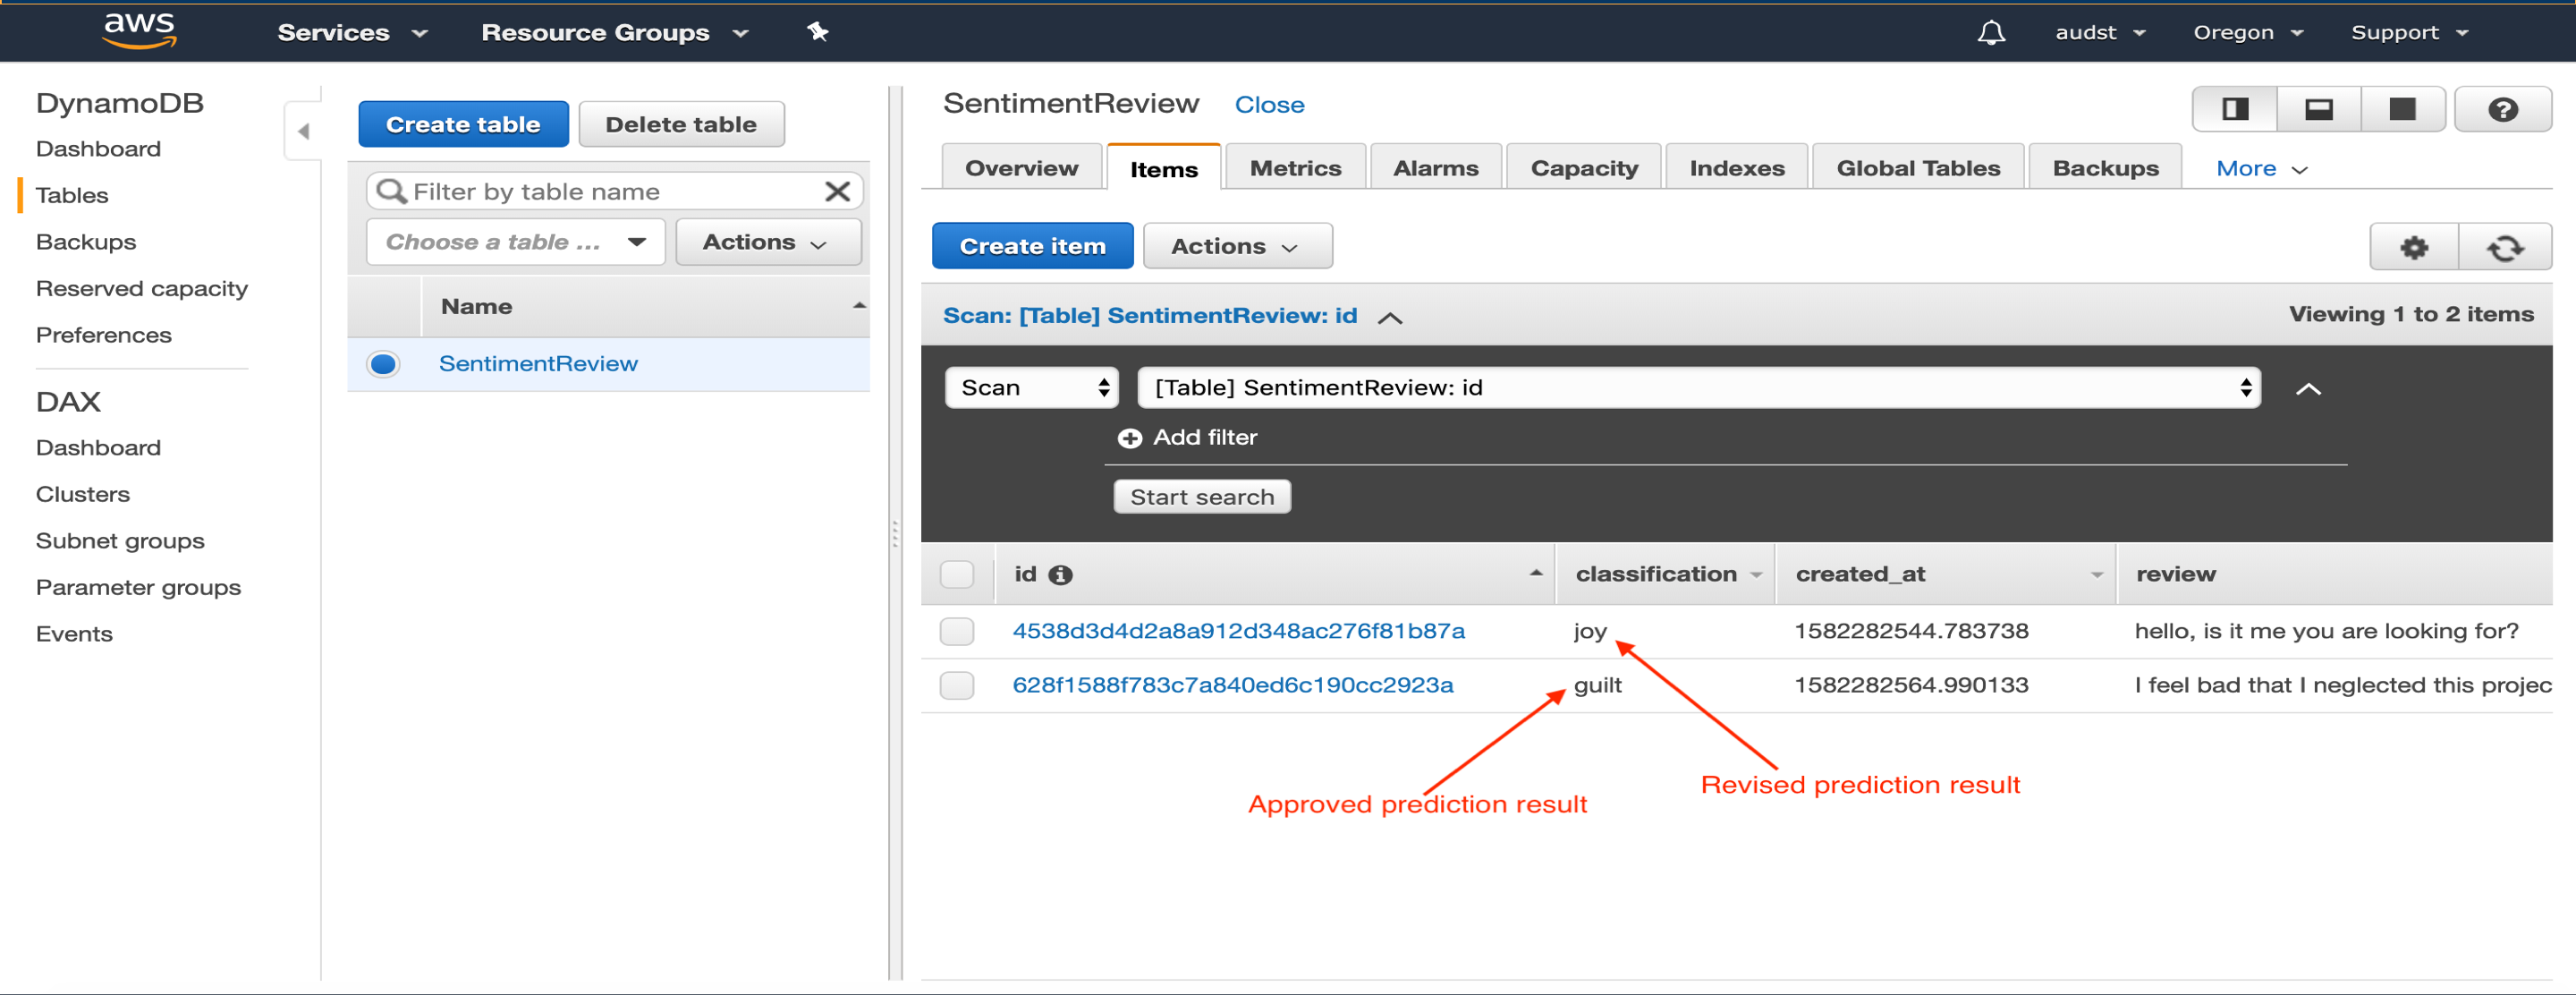 aws
Services
Resource Groups
audst
Oregon
Support
DynamoDB
Dashboard
Tables
Backups
Reserved capacity
Preferences
DAX
Dashboard
Clusters
Subnet groups
Parameter groups
Events
Create table
Delete table
Filter by table name
Choose a table ...
Actions
Name
SentimentReview
SentimentReview Close
Overview
Items
Metrics
Alarms
Capacity
Indexes
Global Tables
Backups
More
Create item
Actions
Scan: [Table] SentimentReview: id
Viewing 1 to 2 items
Scan
[Table] SentimentReview: id
Add filter
Start search
id classification created_at review
4538d3d4d2a8a912d348ac276f81b87a joy 1582282544.783738 hello, is it me you are looking for?
628f1588f783c7a840ed6c190cc2923a guilt 1582282564.990133 I feel bad that I neglected this projec
Revised prediction result
Approved prediction result